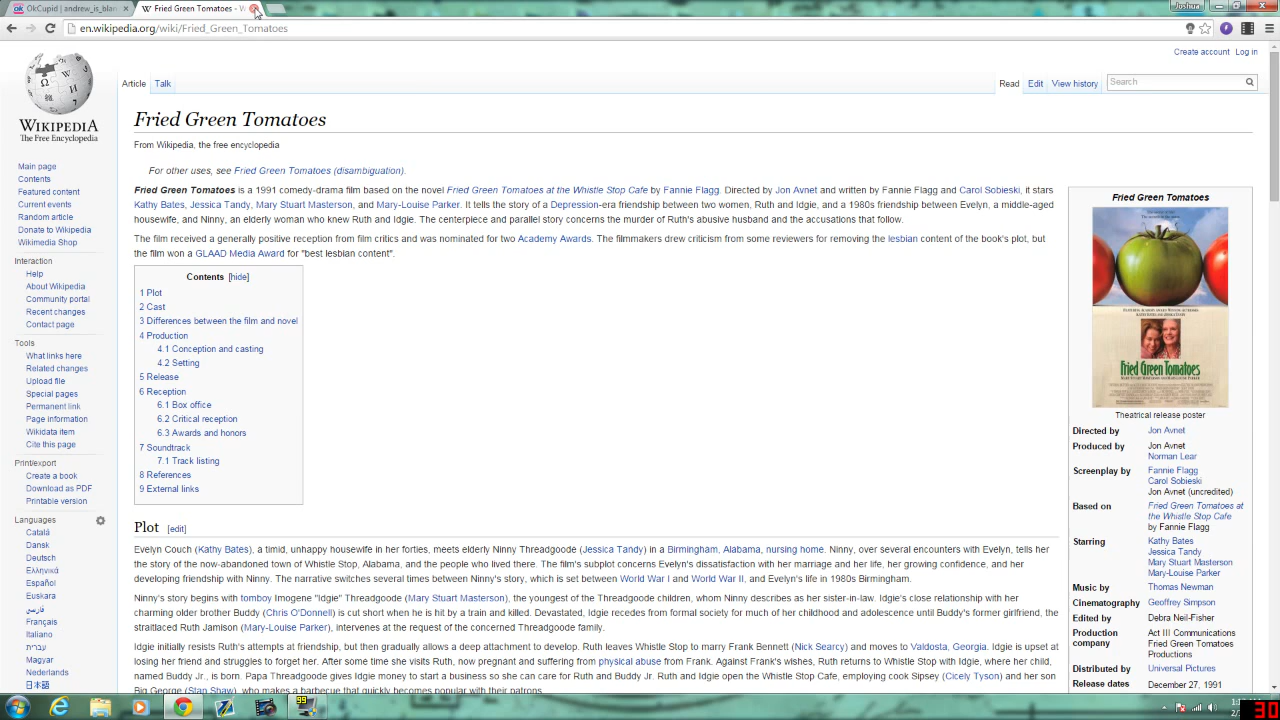 OkCupid | andrew_is_blan
Fried Green Tomatoes - W
Joshua
en.wikipedia.org/wiki/Fried_Green_Tomatoes
Create account Log in
Article Talk
Read Edit View history
Search
WIKIPEDIA
The Free Encyclopedia
Main page
Contents
Featured content
Current events
Random article
Donate to Wikipedia
Wikimedia Shop
Interaction
Help
About Wikipedia
Community portal
Recent changes
Contact page
Tools
What links here
Related changes
Upload file
Special pages
Permanent link
Page information
Wikidata item
Cite this page
Print/export
Create a book
Download as PDF
Printable version
Languages
Català
Dansk
Deutsch
Ελληνικά
Español
Euskara
فارسی
Français
Italiano
עברית
Magyar
Nederlands
日本語
Fried Green Tomatoes
From Wikipedia, the free encyclopedia
For other uses, see Fried Green Tomatoes (disambiguation).
Fried Green Tomatoes is a 1991 comedy-drama film based on the novel Fried Green Tomatoes at the Whistle Stop Cafe by Fannie Flagg. Directed by Jon Avnet and written by Fannie Flagg and Carol Sobieski, it stars
Kathy Bates, Jessica Tandy, Mary Stuart Masterson, and Mary-Louise Parker. It tells the story of a Depression-era friendship between two women, Ruth and Idgie, and a 1980s friendship between Evelyn, a middle-aged
housewife, and Ninny, an elderly woman who knew Ruth and Idgie. The centerpiece and parallel story concerns the murder of Ruth's abusive husband and the accusations that follow.
The film received a generally positive reception from film critics and was nominated for two Academy Awards. The filmmakers drew criticism from some reviewers for removing the lesbian content of the book's plot, but
the film won a GLAAD Media Award for "best lesbian content".
Contents [hide]
1 Plot
2 Cast
3 Differences between the film and novel
4 Production
4.1 Conception and casting
4.2 Setting
5 Release
6 Reception
6.1 Box office
6.2 Critical reception
6.3 Awards and honors
7 Soundtrack
7.1 Track listing
8 References
9 External links
Plot [edit]
Evelyn Couch (Kathy Bates), a timid, unhappy housewife in her forties, meets elderly Ninny Threadgoode (Jessica Tandy) in a Birmingham, Alabama, nursing home. Ninny, over several encounters with Evelyn, tells her
the story of the now-abandoned town of Whistle Stop, Alabama, and the people who lived there. The film's subplot concerns Evelyn's dissatisfaction with her marriage and her life, her growing confidence, and her
developing friendship with Ninny. The narrative switches several times between Ninny's story, which is set between World War I and World War II, and Evelyn's life in 1980s Birmingham.
Ninny's story begins with tomboy Imogene "Idgie" Threadgoode (Mary Stuart Masterson), the youngest of the Threadgoode children, whom Ninny describes as her sister-in-law. Idgie's close relationship with her
charming older brother Buddy (Chris O'Donnell) is cut short when he is hit by a train and killed. Devastated, Idgie recedes from formal society for much of her childhood and adolescence until Buddy's former girlfriend, the
straitlaced Ruth Jamison (Mary-Louise Parker), intervenes at the request of the concerned Threadgoode family.
Idgie initially resists Ruth's attempts at friendship, but then gradually allows a deep attachment to develop. Ruth leaves Whistle Stop to marry Frank Bennett (Nick Searcy) and moves to Valdosta, Georgia. Idgie is upset at
losing her friend and struggles to forget her. After some time she visits Ruth, to find her pregnant and suffering from physical abuse from Frank. Against Frank's wishes, Ruth returns to Whistle Stop with Idgie, where her child,
named Buddy Jr., is born. Papa Threadgoode gives Idgie money to start a business so she can care for Ruth and Buddy Jr. Ruth and Idgie open the Whistle Stop Cafe, employing cook Sipsey (Cicely Tyson) and her son
Big George (Stan Shaw), who makes a barbecue that quickly becomes popular with their patrons.
Fried Green Tomatoes
Fried Green Tomatoes
Theatrical release poster
Directed by Jon Avnet
Produced by Jon Avnet
Norman Lear
Screenplay by Fannie Flagg
Carol Sobieski
Jon Avnet (uncredited)
Based on Fried Green Tomatoes at
the Whistle Stop Cafe
by Fannie Flagg
Starring Kathy Bates
Jessica Tandy
Mary Stuart Masterson
Mary-Louise Parker
Music by Thomas Newman
Cinematography Geoffrey Simpson
Edited by Debra Neil-Fisher
Production
company
Act III Communications
Fried Green Tomatoes
Productions
Distributed by Universal Pictures
Release dates December 27, 1991
99
30